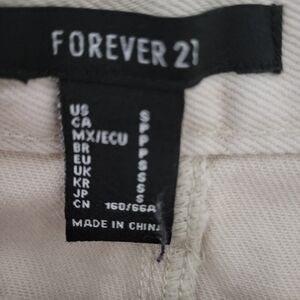 FOREVER 21
US S
CA P
MX/ECU P
BR P
EU S
UK S
KR S
JP S
CN 160/66A
MADE IN CHINA